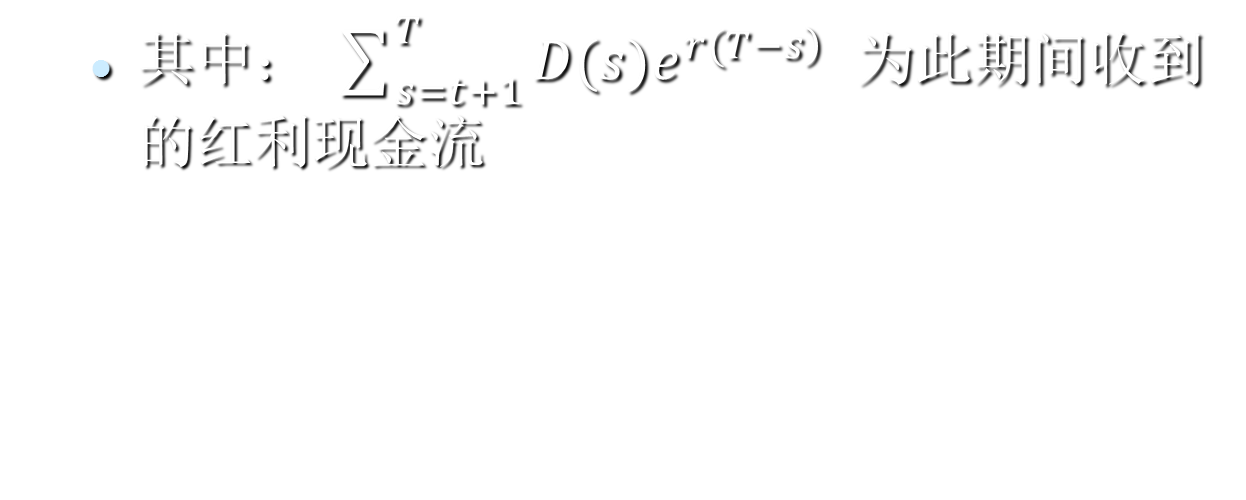 • 其中： $\sum_{s=t+1}^{T} D(s)e^{r(T-s)}$ 为此期间收到
的红利现金流